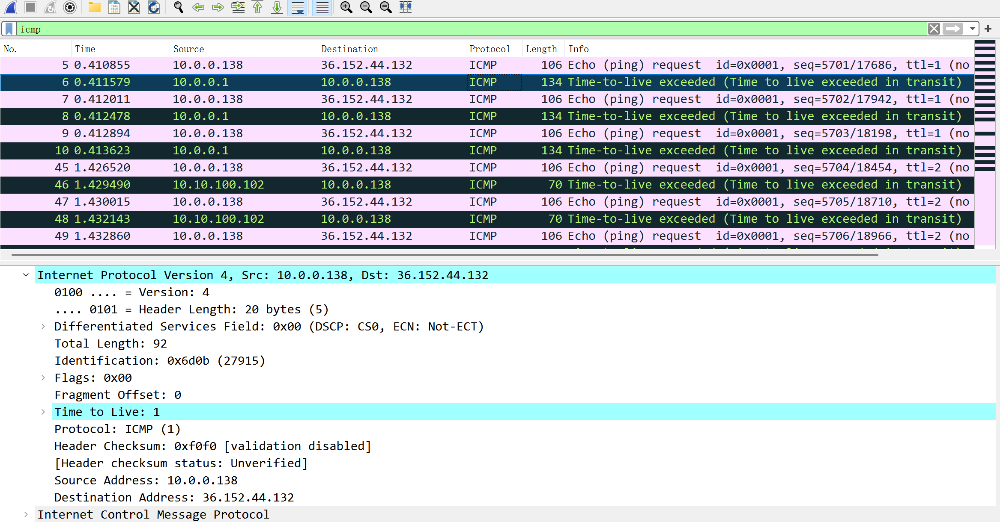 icmp
No. Time Source Destination Protocol Length Info
5 0.410855 10.0.0.138 36.152.44.132 ICMP 106 Echo (ping) request id=0x0001, seq=5701/17686, ttl=1 (no
6 0.411579 10.0.0.1 10.0.0.138 ICMP 134 Time-to-live exceeded (Time to live exceeded in transit)
7 0.412011 10.0.0.138 36.152.44.132 ICMP 106 Echo (ping) request id=0x0001, seq=5702/17942, ttl=1 (no
8 0.412478 10.0.0.1 10.0.0.138 ICMP 134 Time-to-live exceeded (Time to live exceeded in transit)
9 0.412894 10.0.0.138 36.152.44.132 ICMP 106 Echo (ping) request id=0x0001, seq=5703/18198, ttl=1 (no
10 0.413623 10.0.0.1 10.0.0.138 ICMP 134 Time-to-live exceeded (Time to live exceeded in transit)
45 1.426520 10.0.0.138 36.152.44.132 ICMP 106 Echo (ping) request id=0x0001, seq=5704/18454, ttl=2 (no
46 1.429490 10.10.100.102 10.0.0.138 ICMP 70 Time-to-live exceeded (Time to live exceeded in transit)
47 1.430015 10.0.0.138 36.152.44.132 ICMP 106 Echo (ping) request id=0x0001, seq=5705/18710, ttl=2 (no
48 1.432143 10.10.100.102 10.0.0.138 ICMP 70 Time-to-live exceeded (Time to live exceeded in transit)
49 1.432860 10.0.0.138 36.152.44.132 ICMP 106 Echo (ping) request id=0x0001, seq=5706/18966, ttl=2 (no
Internet Protocol Version 4, Src: 10.0.0.138, Dst: 36.152.44.132
0100 .... = Version: 4
.... 0101 = Header Length: 20 bytes (5)
Differentiated Services Field: 0x00 (DSCP: CS0, ECN: Not-ECT)
Total Length: 92
Identification: 0x6d0b (27915)
Flags: 0x00
Fragment Offset: 0
Time to Live: 1
Protocol: ICMP (1)
Header Checksum: 0xf0f0 [validation disabled]
[Header checksum status: Unverified]
Source Address: 10.0.0.138
Destination Address: 36.152.44.132
Internet Control Message Protocol